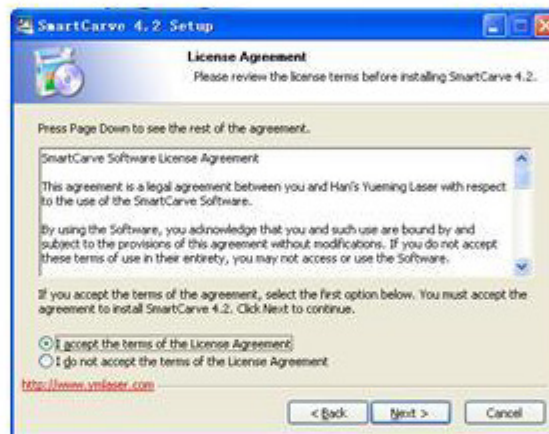 SmartCarve 4.2 Setup
License Agreement
Please review the license terms before installing SmartCarve 4.2.
Press Page Down to see the rest of the agreement.
SmartCarve Software License Agreement
This agreement is a legal agreement between you and Han's Yueming Laser with respect
to the use of the SmartCarve Software.
By using the Software, you acknowledge that you and such use are bound by and
subject to the provisions of this agreement without modifications. If you do not accept
these terms of use in their entirety, you may not access or use the Software.
If you accept the terms of the agreement, select the first option below. You must accept the
agreement to install SmartCarve 4.2. Click Next to continue.
I accept the terms of the License Agreement
I do not accept the terms of the License Agreement
http://www.ymlaser.com
< Back Next > Cancel